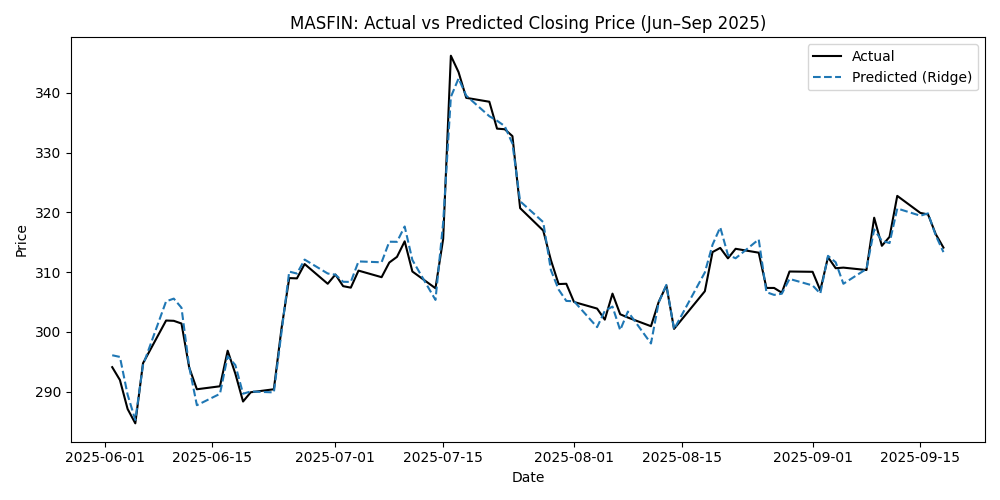 MASFIN: Actual vs Predicted Closing Price (Jun–Sep 2025)
Actual
Predicted (Ridge)
Price
340
330
320
310
300
290
2025-06-01 2025-06-15 2025-07-01 2025-07-15 2025-08-01 2025-08-15 2025-09-01 2025-09-15
Date